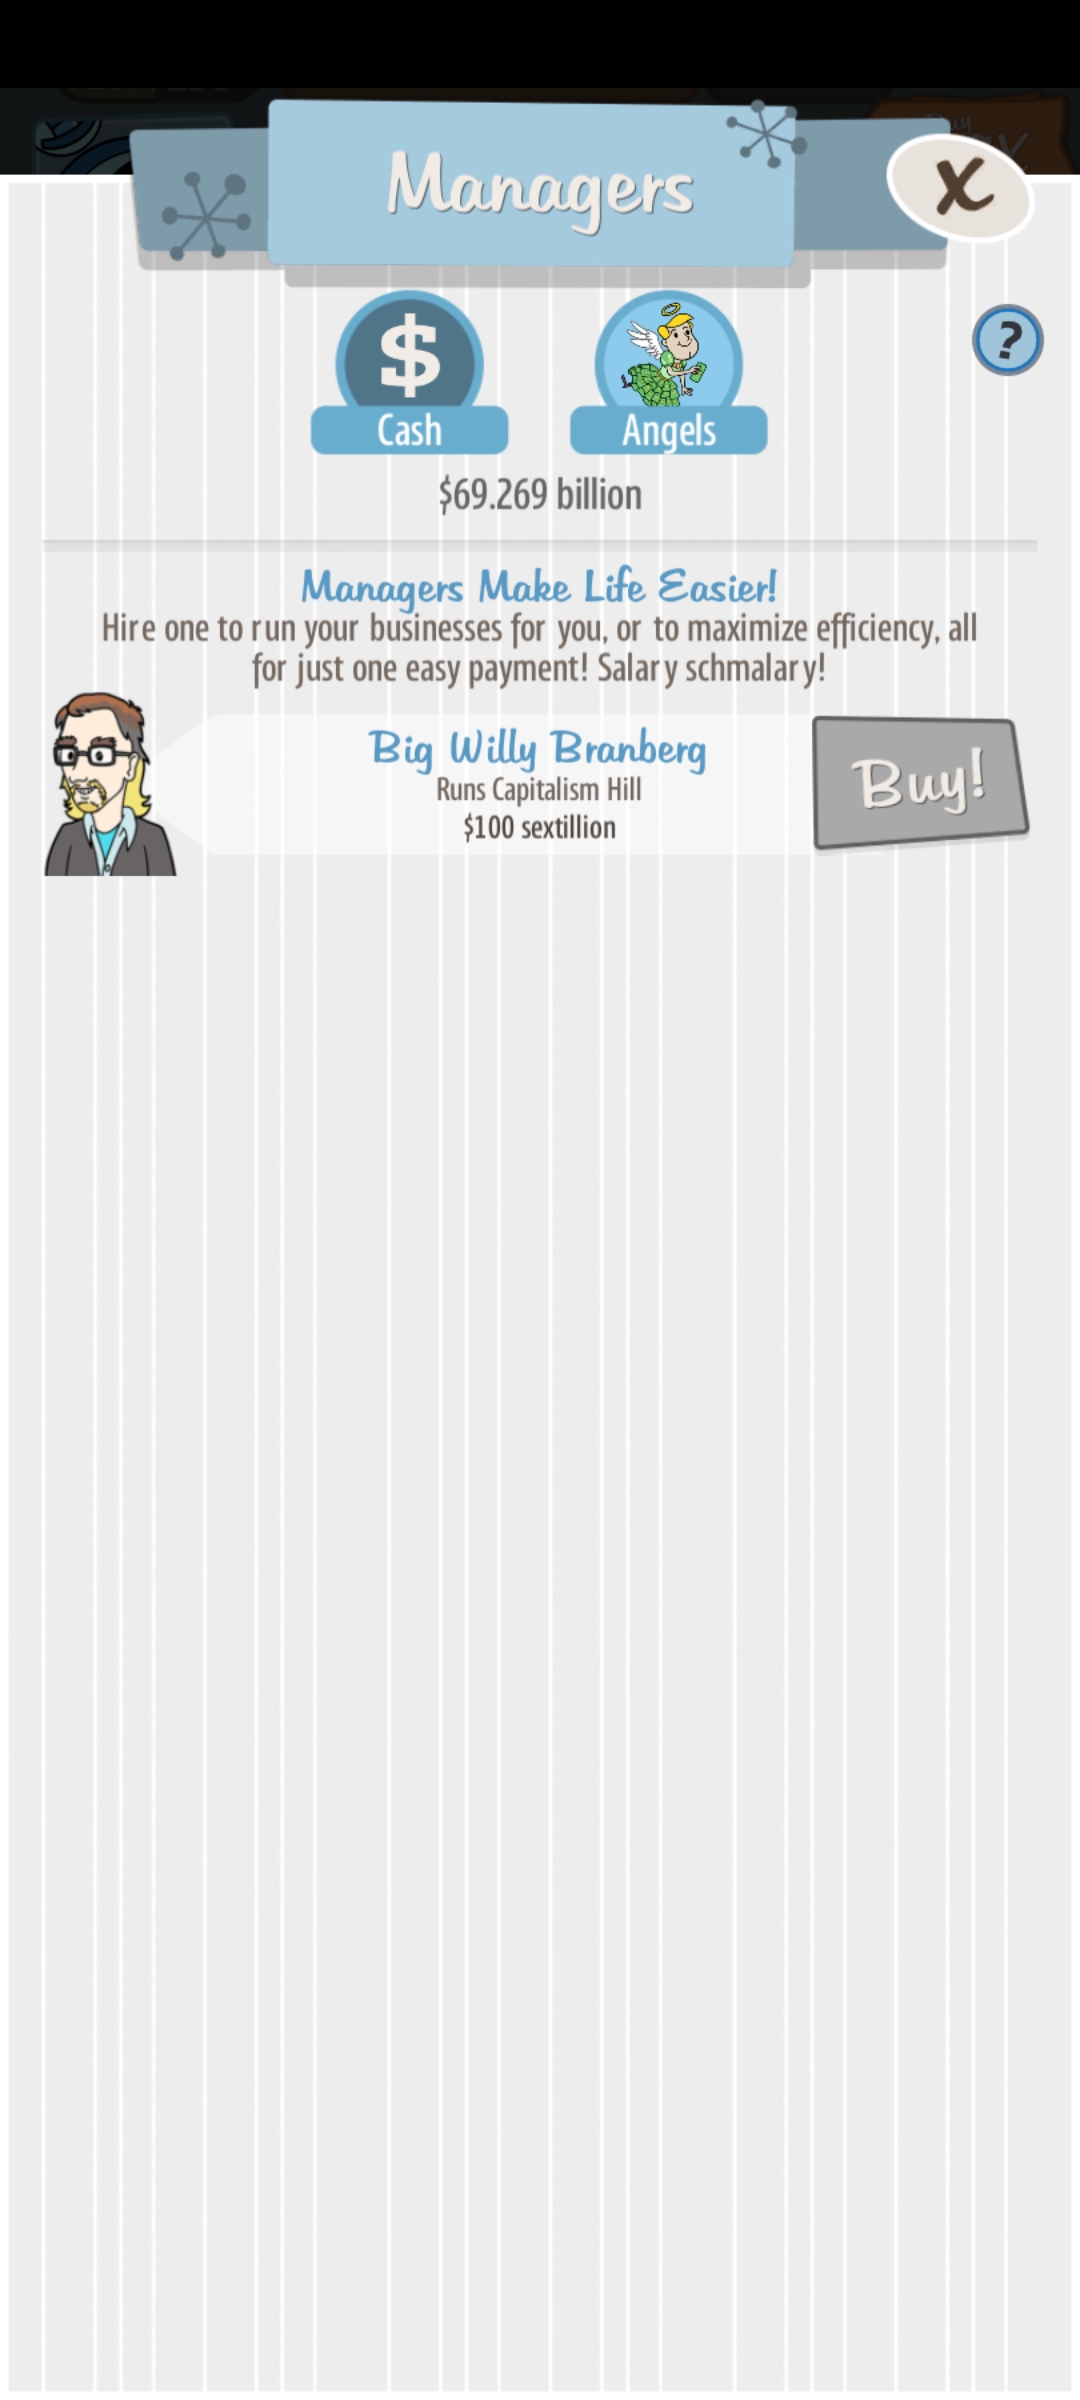 Managers
X
$
Cash
Angels
?
$69.269 billion
Managers Make Life Easier!
Hire one to run your businesses for you, or to maximize efficiency, all
for just one easy payment! Salary schmalary!
Big Willy Branberg
Runs Capitalism Hill
$100 sextillion
Buy!